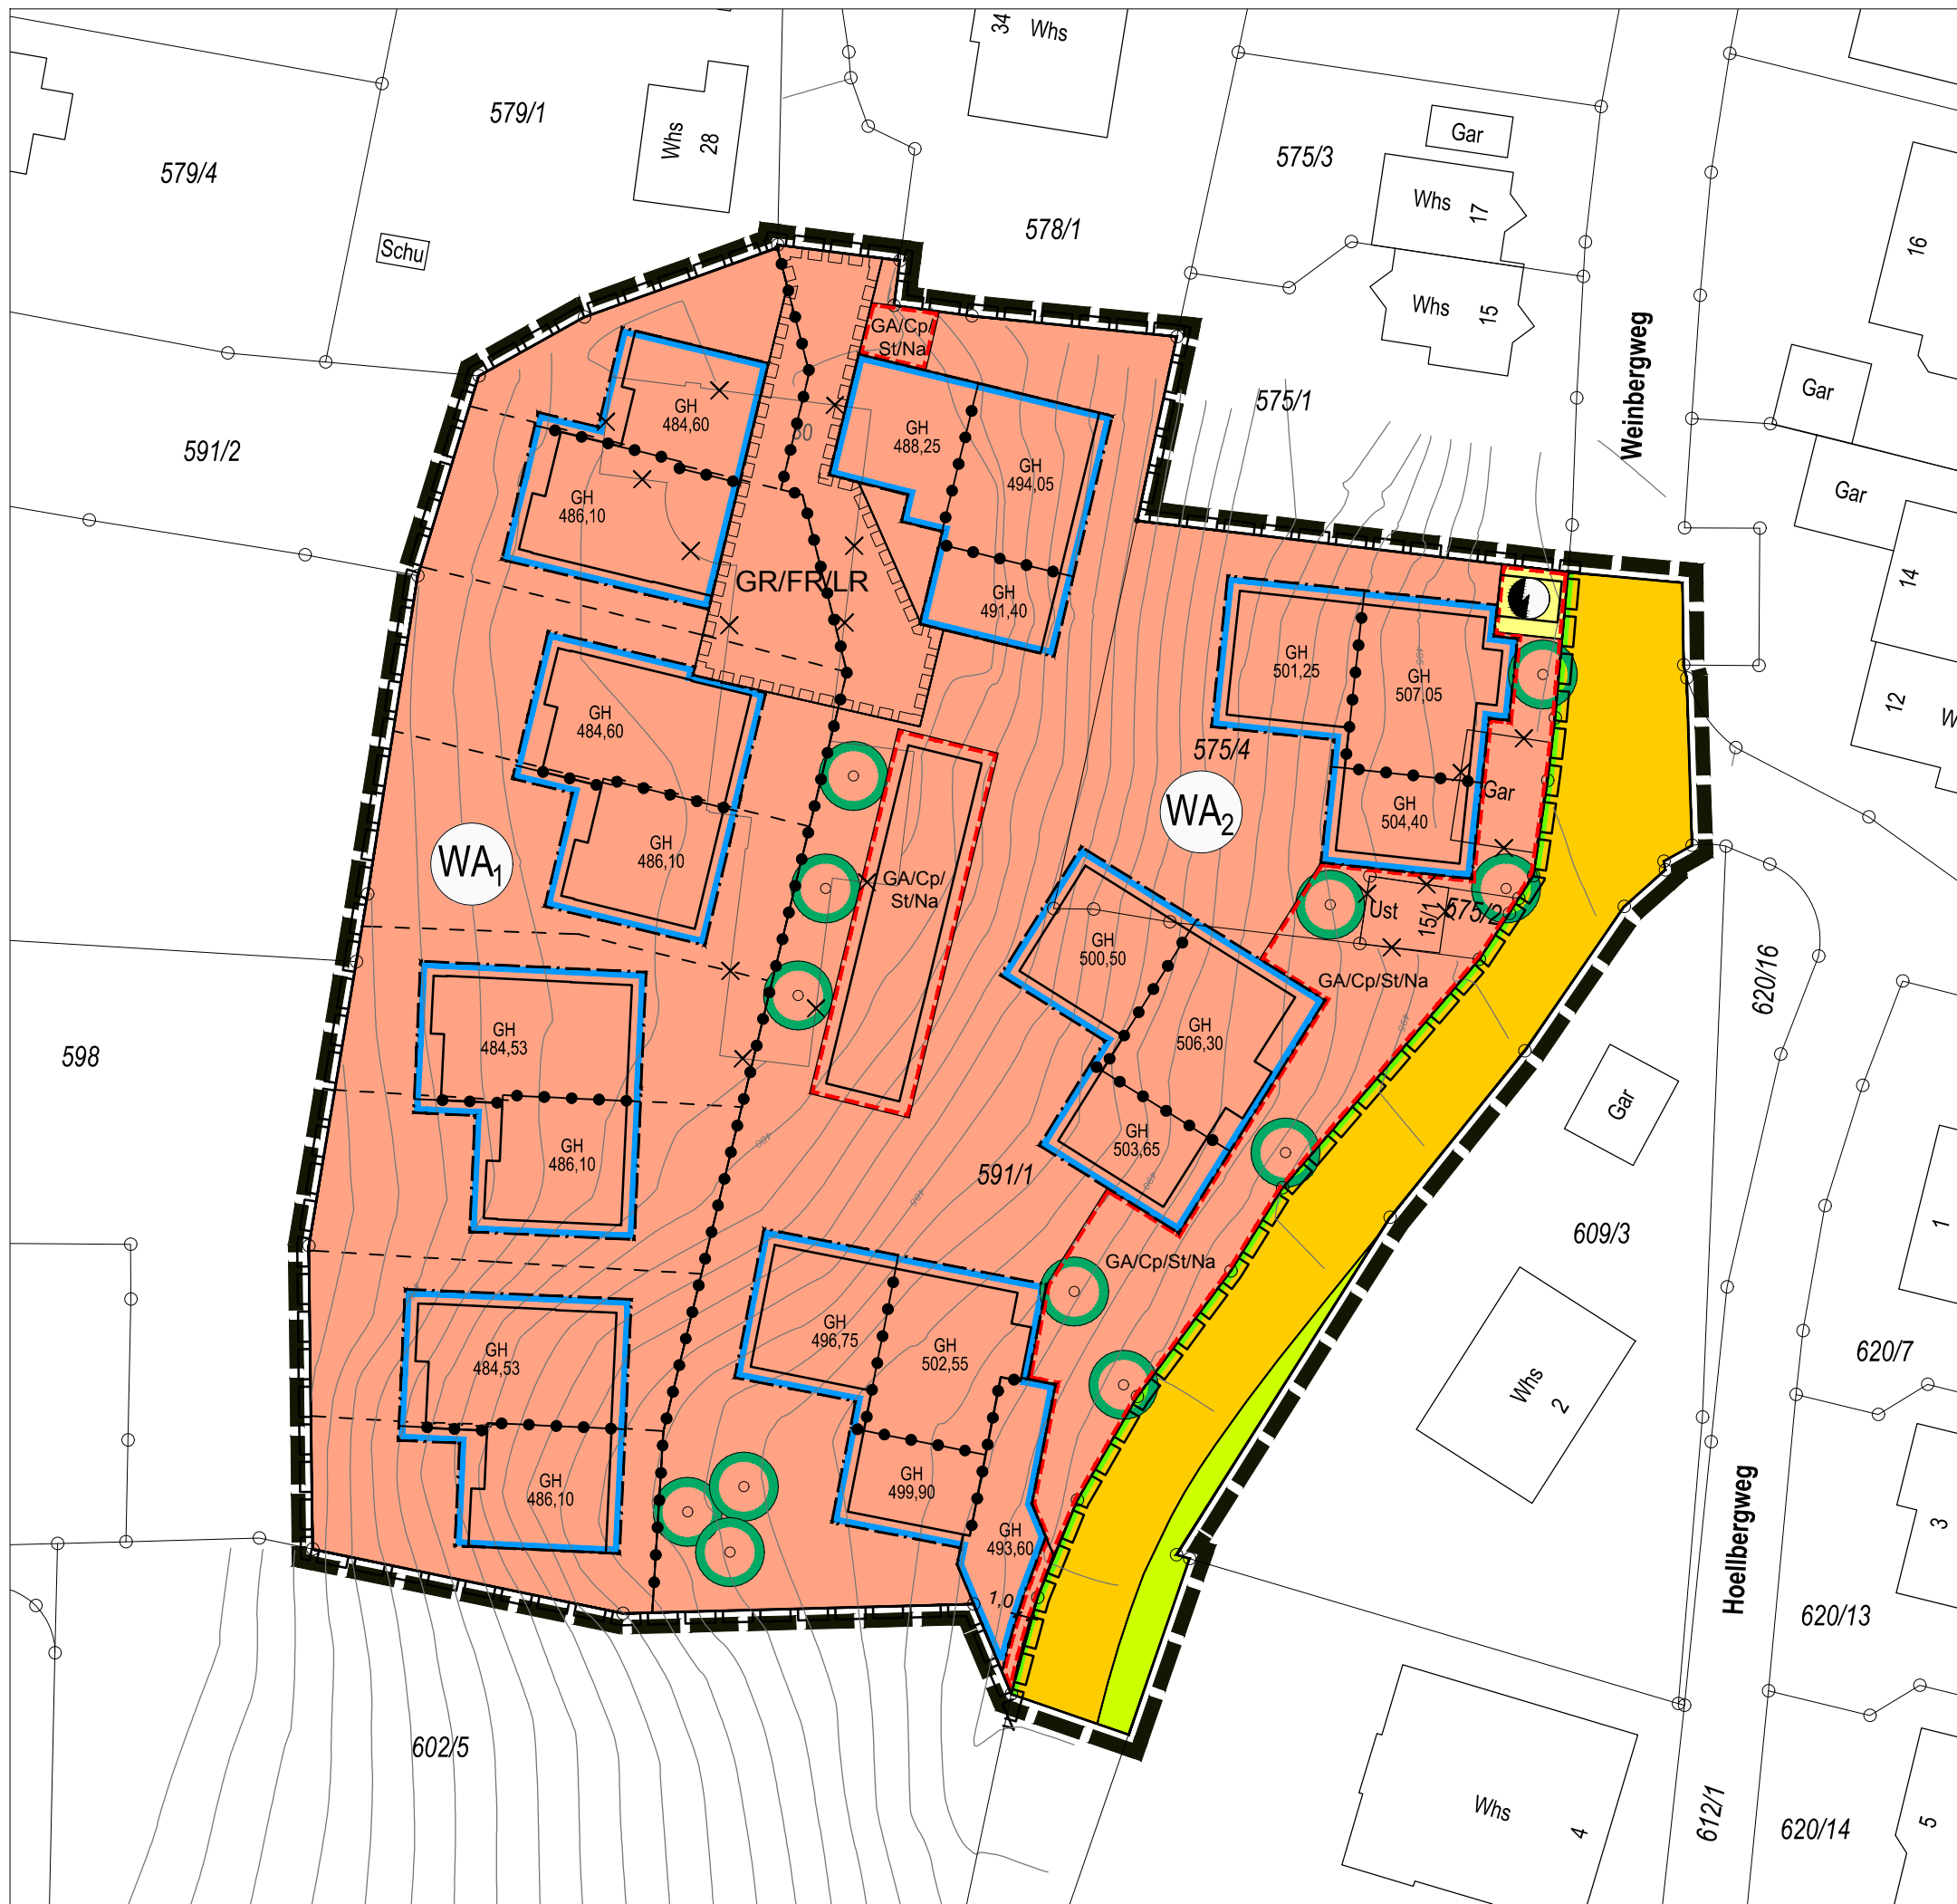 34
Whs
579/1
Whs
28
Gar
575/3
579/4
Whs
17
578/1
16
Schu
Whs
15
GA/Cp/
St/Na
Weinbergweg
Gar
575/1
GH
484,60
GH
488,25
591/2
GH
494,05
Gar
GH
486,10
GR/FR/LR
GH
491,40
14
GH
501,25
GH
507,05
12
GH
484,60
575/4
Gar
WA2
GH
504,40
GH
486,10
WA1
GA/Cp/
St/Na
Ust
15/1
575/2
GH
500,50
GA/Cp/St/Na
620/16
GH
484,53
GH
506,30
495
598
Gar
GH
486,10
480
GH
503,65
591/1
485
490
609/3
1
GA/Cp/St/Na
GH
496,75
GH
502,55
GH
484,53
620/7
Whs
2
GH
486,10
GH
499,90
GH
493,60
Hoellbergweg
3
1,0
620/13
602/5
Whs
4
612/1
620/14
5